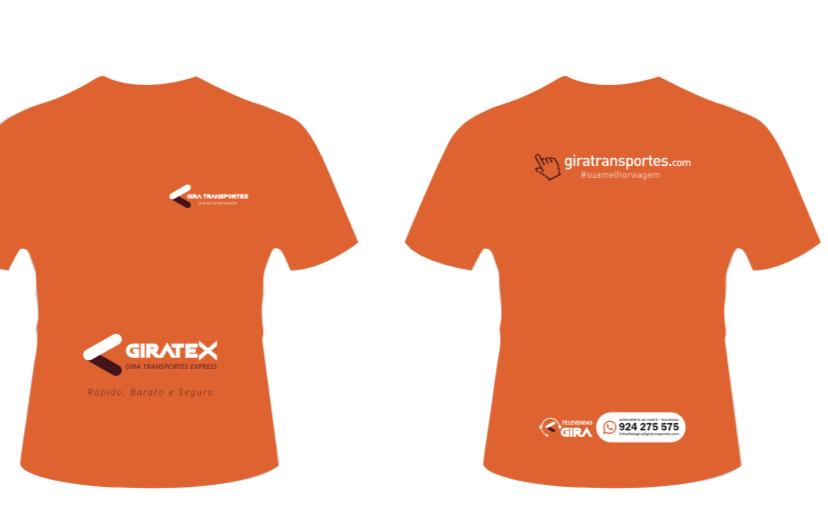 GIRA TRANSPORTES
GIRATEX
GIRA TRANSPORTES EXPRESS
Rápido, Barato e Seguro
giratransportes.com
#suamelhorviagem
TELEVENDAS
GIRA
924 275 575